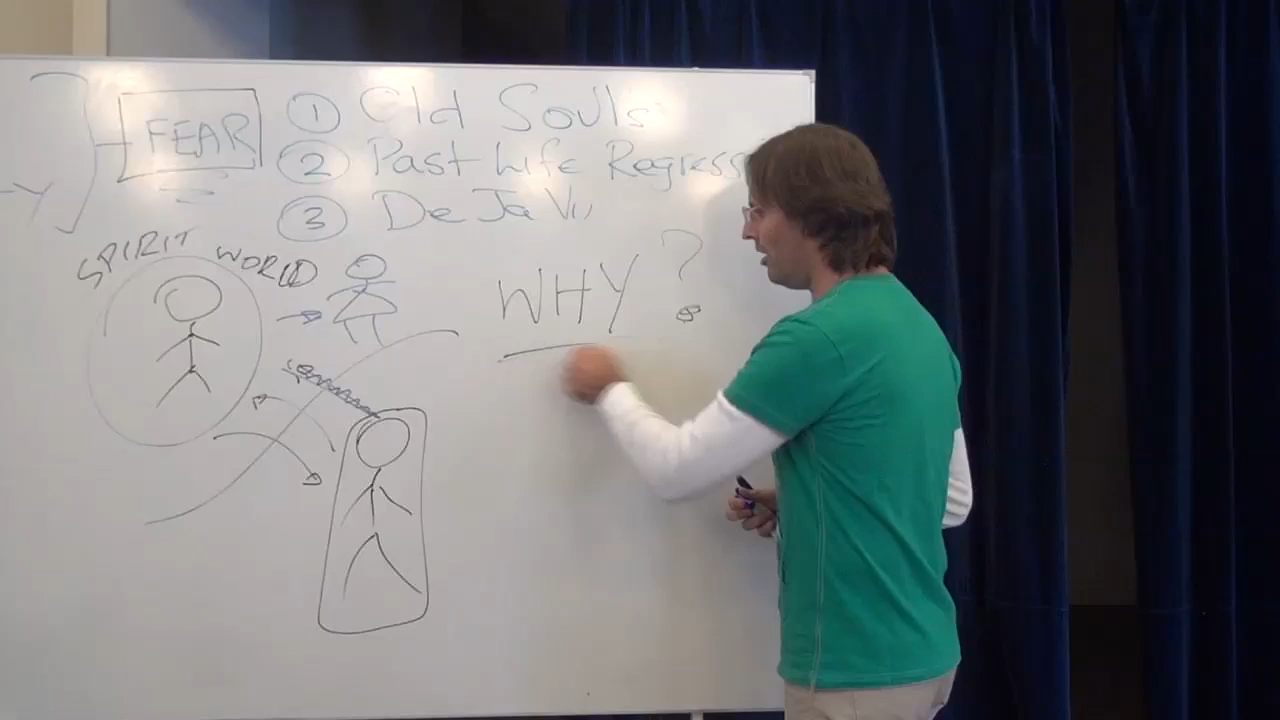 FEAR
① Old Souls
② Past Life Regress
③ De Ja Vu
SPIRIT WORLD
WHY?
Y